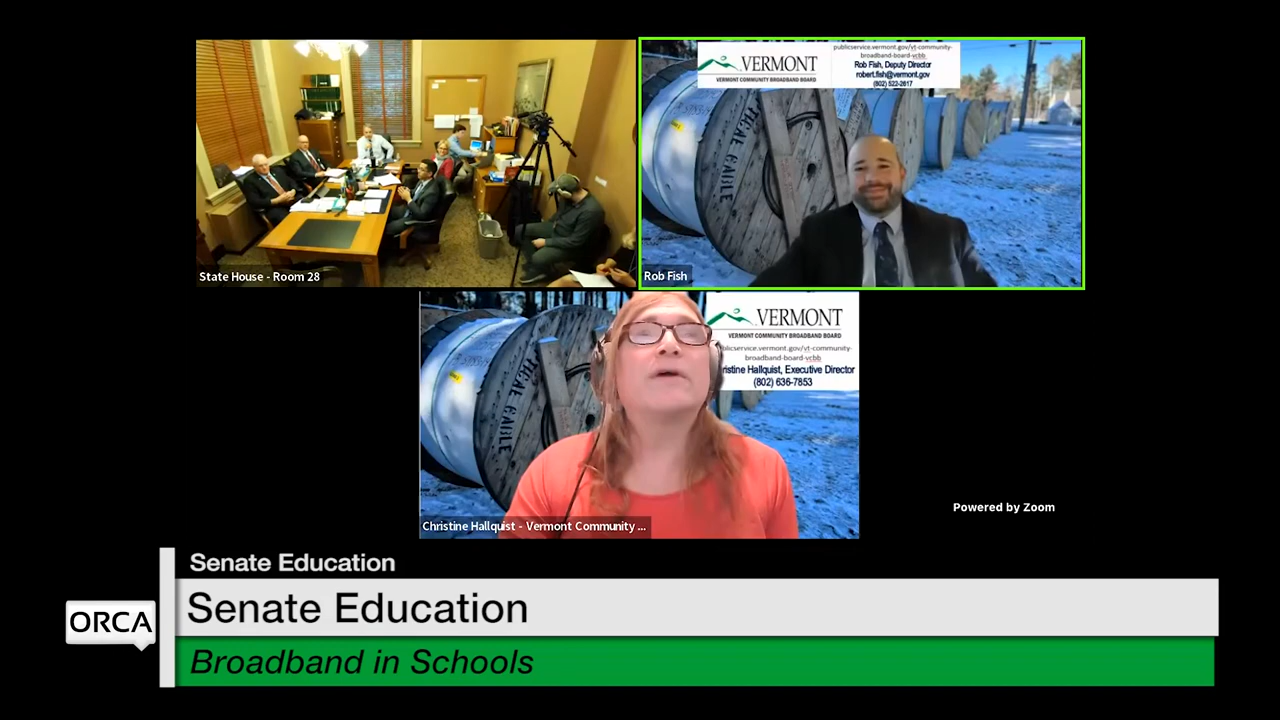 VERMONT
VERMONT COMMUNITY BROADBAND BOARD
publicservice.vermont.gov/vt-community-
broadband-board-vcbb
Rob Fish, Deputy Director
robert.fish@vermont.gov
(802) 522-2617
CABLE
State House - Room 28
Rob Fish
VERMONT
VERMONT COMMUNITY BROADBAND BOARD
blicservice.vermont.gov/vt-community-
broadband-board-vcbb
ristine Hallquist, Executive Director
(802) 636-7853
CABLE
Christine Hallquist - Vermont Community ...
Powered by Zoom
Senate Education
Senate Education
ORCA
Broadband in Schools